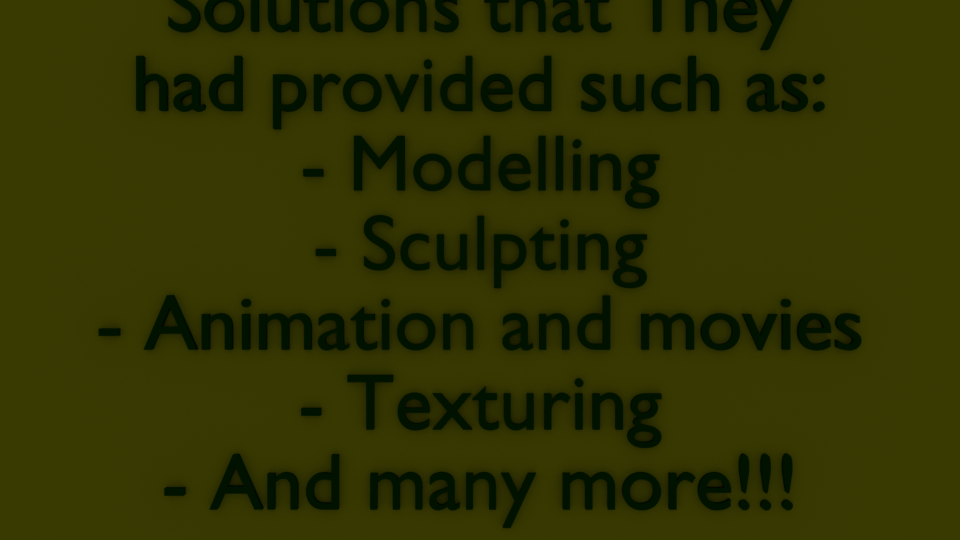 Solutions that They
had provided such as:
- Modelling
- Sculpting
- Animation and movies
- Texturing
- And many more!!!